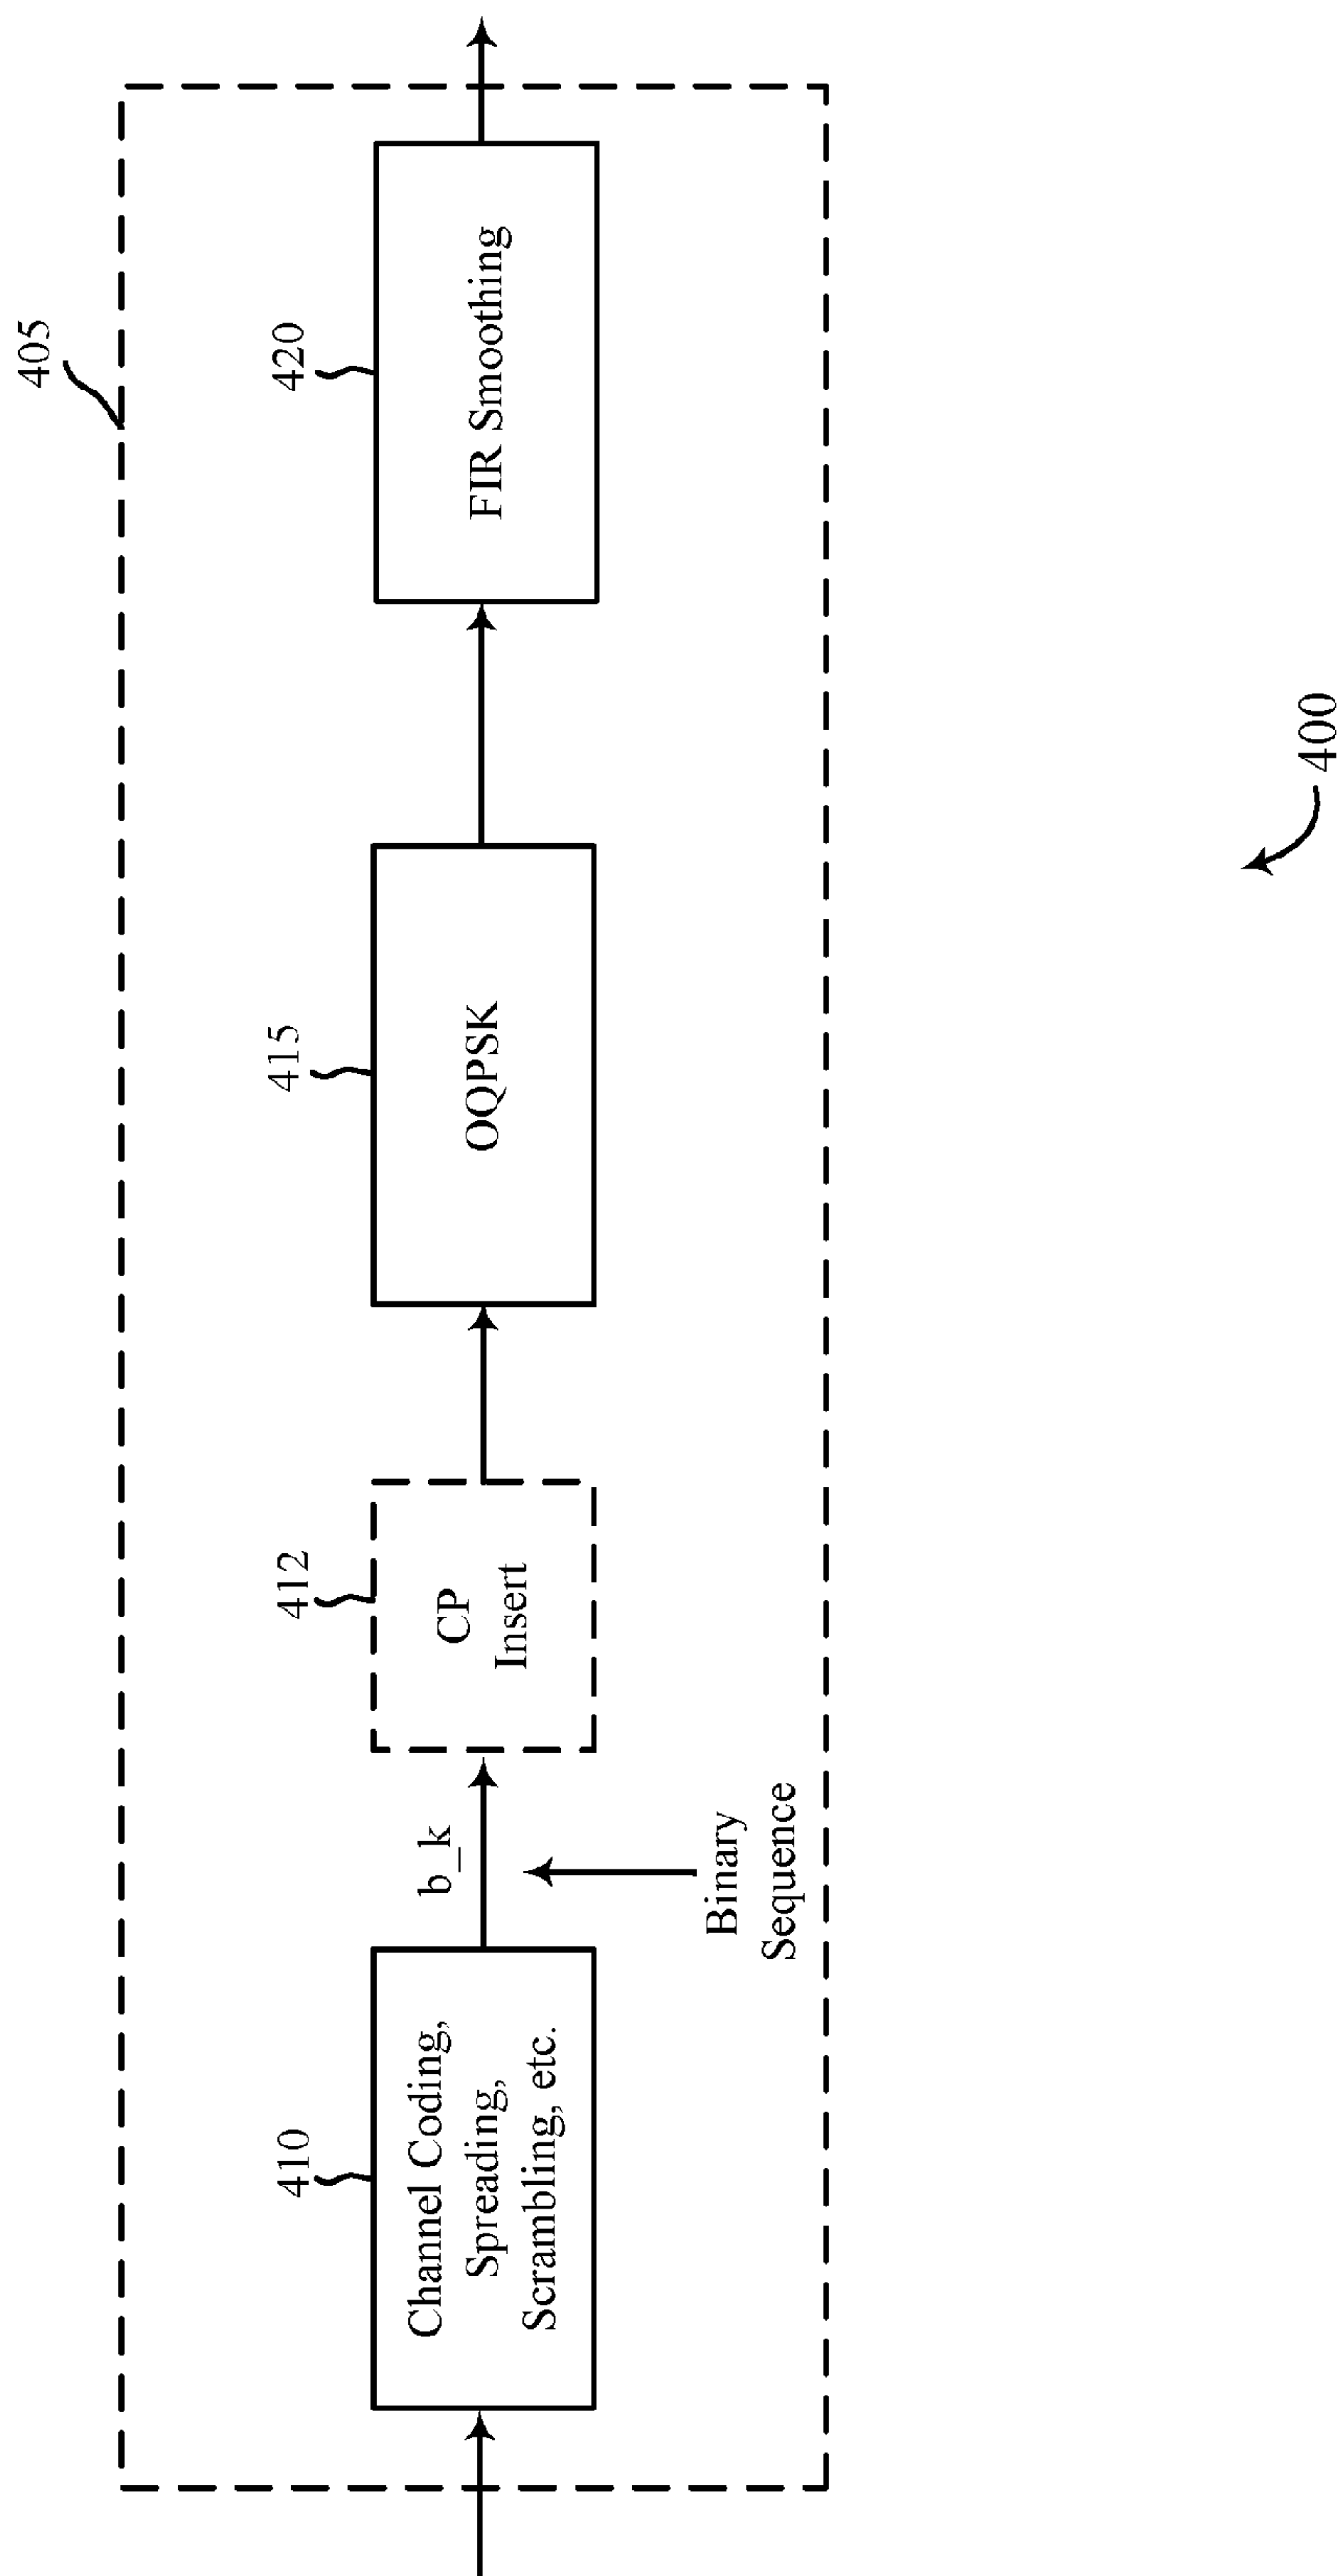 405
410
Channel Coding,
Spreading,
Scrambling, etc.
b_k
Binary
Sequence
412
CP
Insert
415
OQPSK
420
FIR Smoothing
400